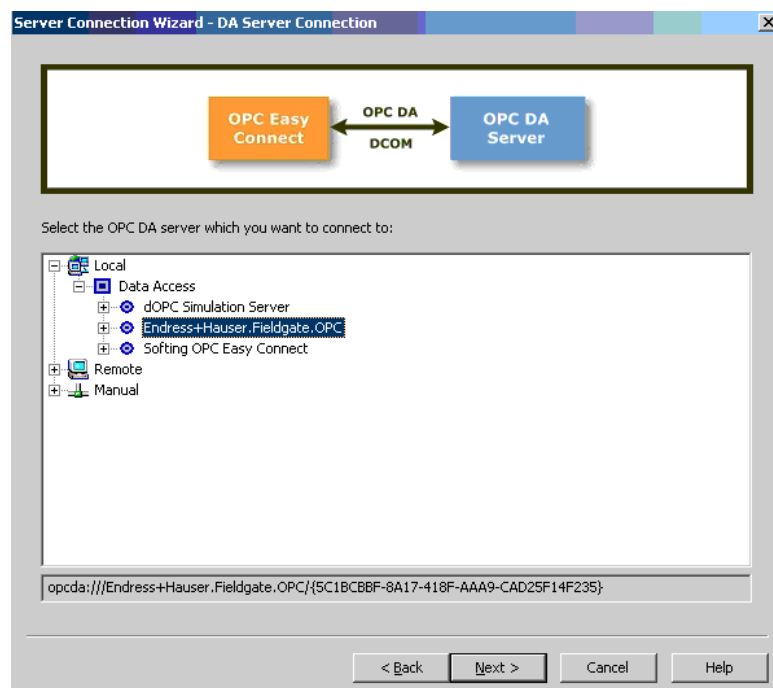 Server Connection Wizard - DA Server Connection
OPC Easy Connect
OPC DA
DCOM
OPC DA Server
Select the OPC DA server which you want to connect to:
Local
Data Access
dOPC Simulation Server
Endress+Hauser.Fieldgate.OPC
Softing OPC Easy Connect
Remote
Manual
opcda:///Endress+Hauser.Fieldgate.OPC/{5C1BCBBF-8A17-418F-AAA9-CAD25F14F235}
< Back
Next >
Cancel
Help